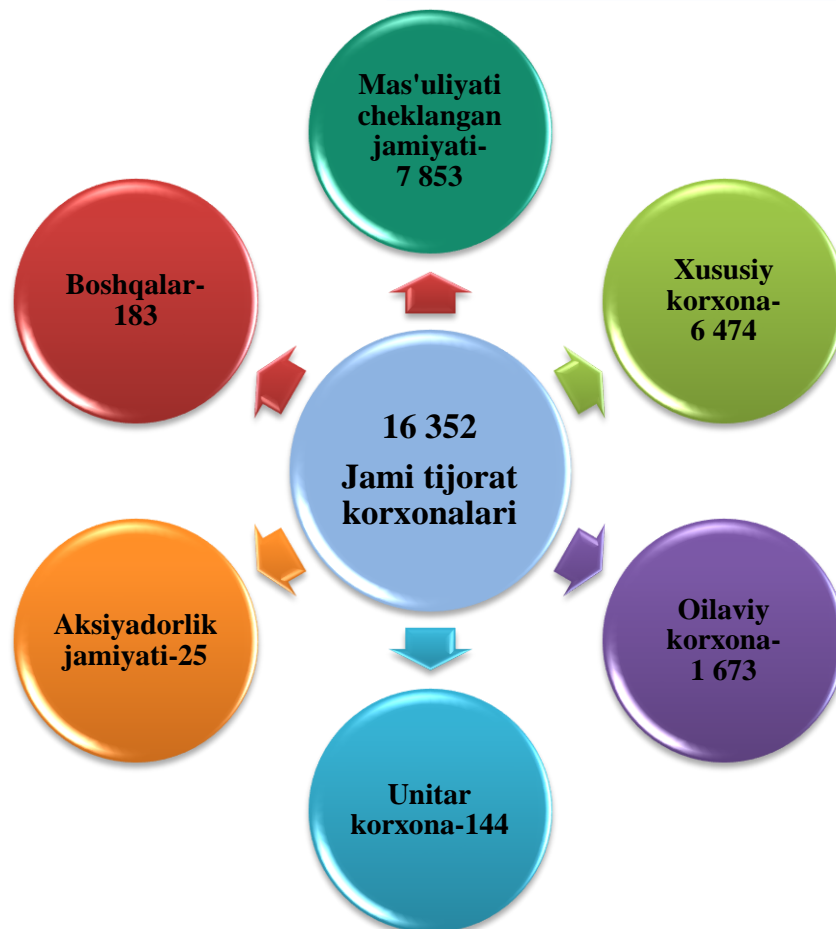 Mas'uliyati
cheklangan
jamiyati-
7 853
Boshqalar-
183
Xususiy
korxona-
6 474
16 352
Jami tijorat
korxonalari
Aksiyadorlik
jamiyati-25
Oilaviy
korxona-
1 673
Unitar
korxona-144